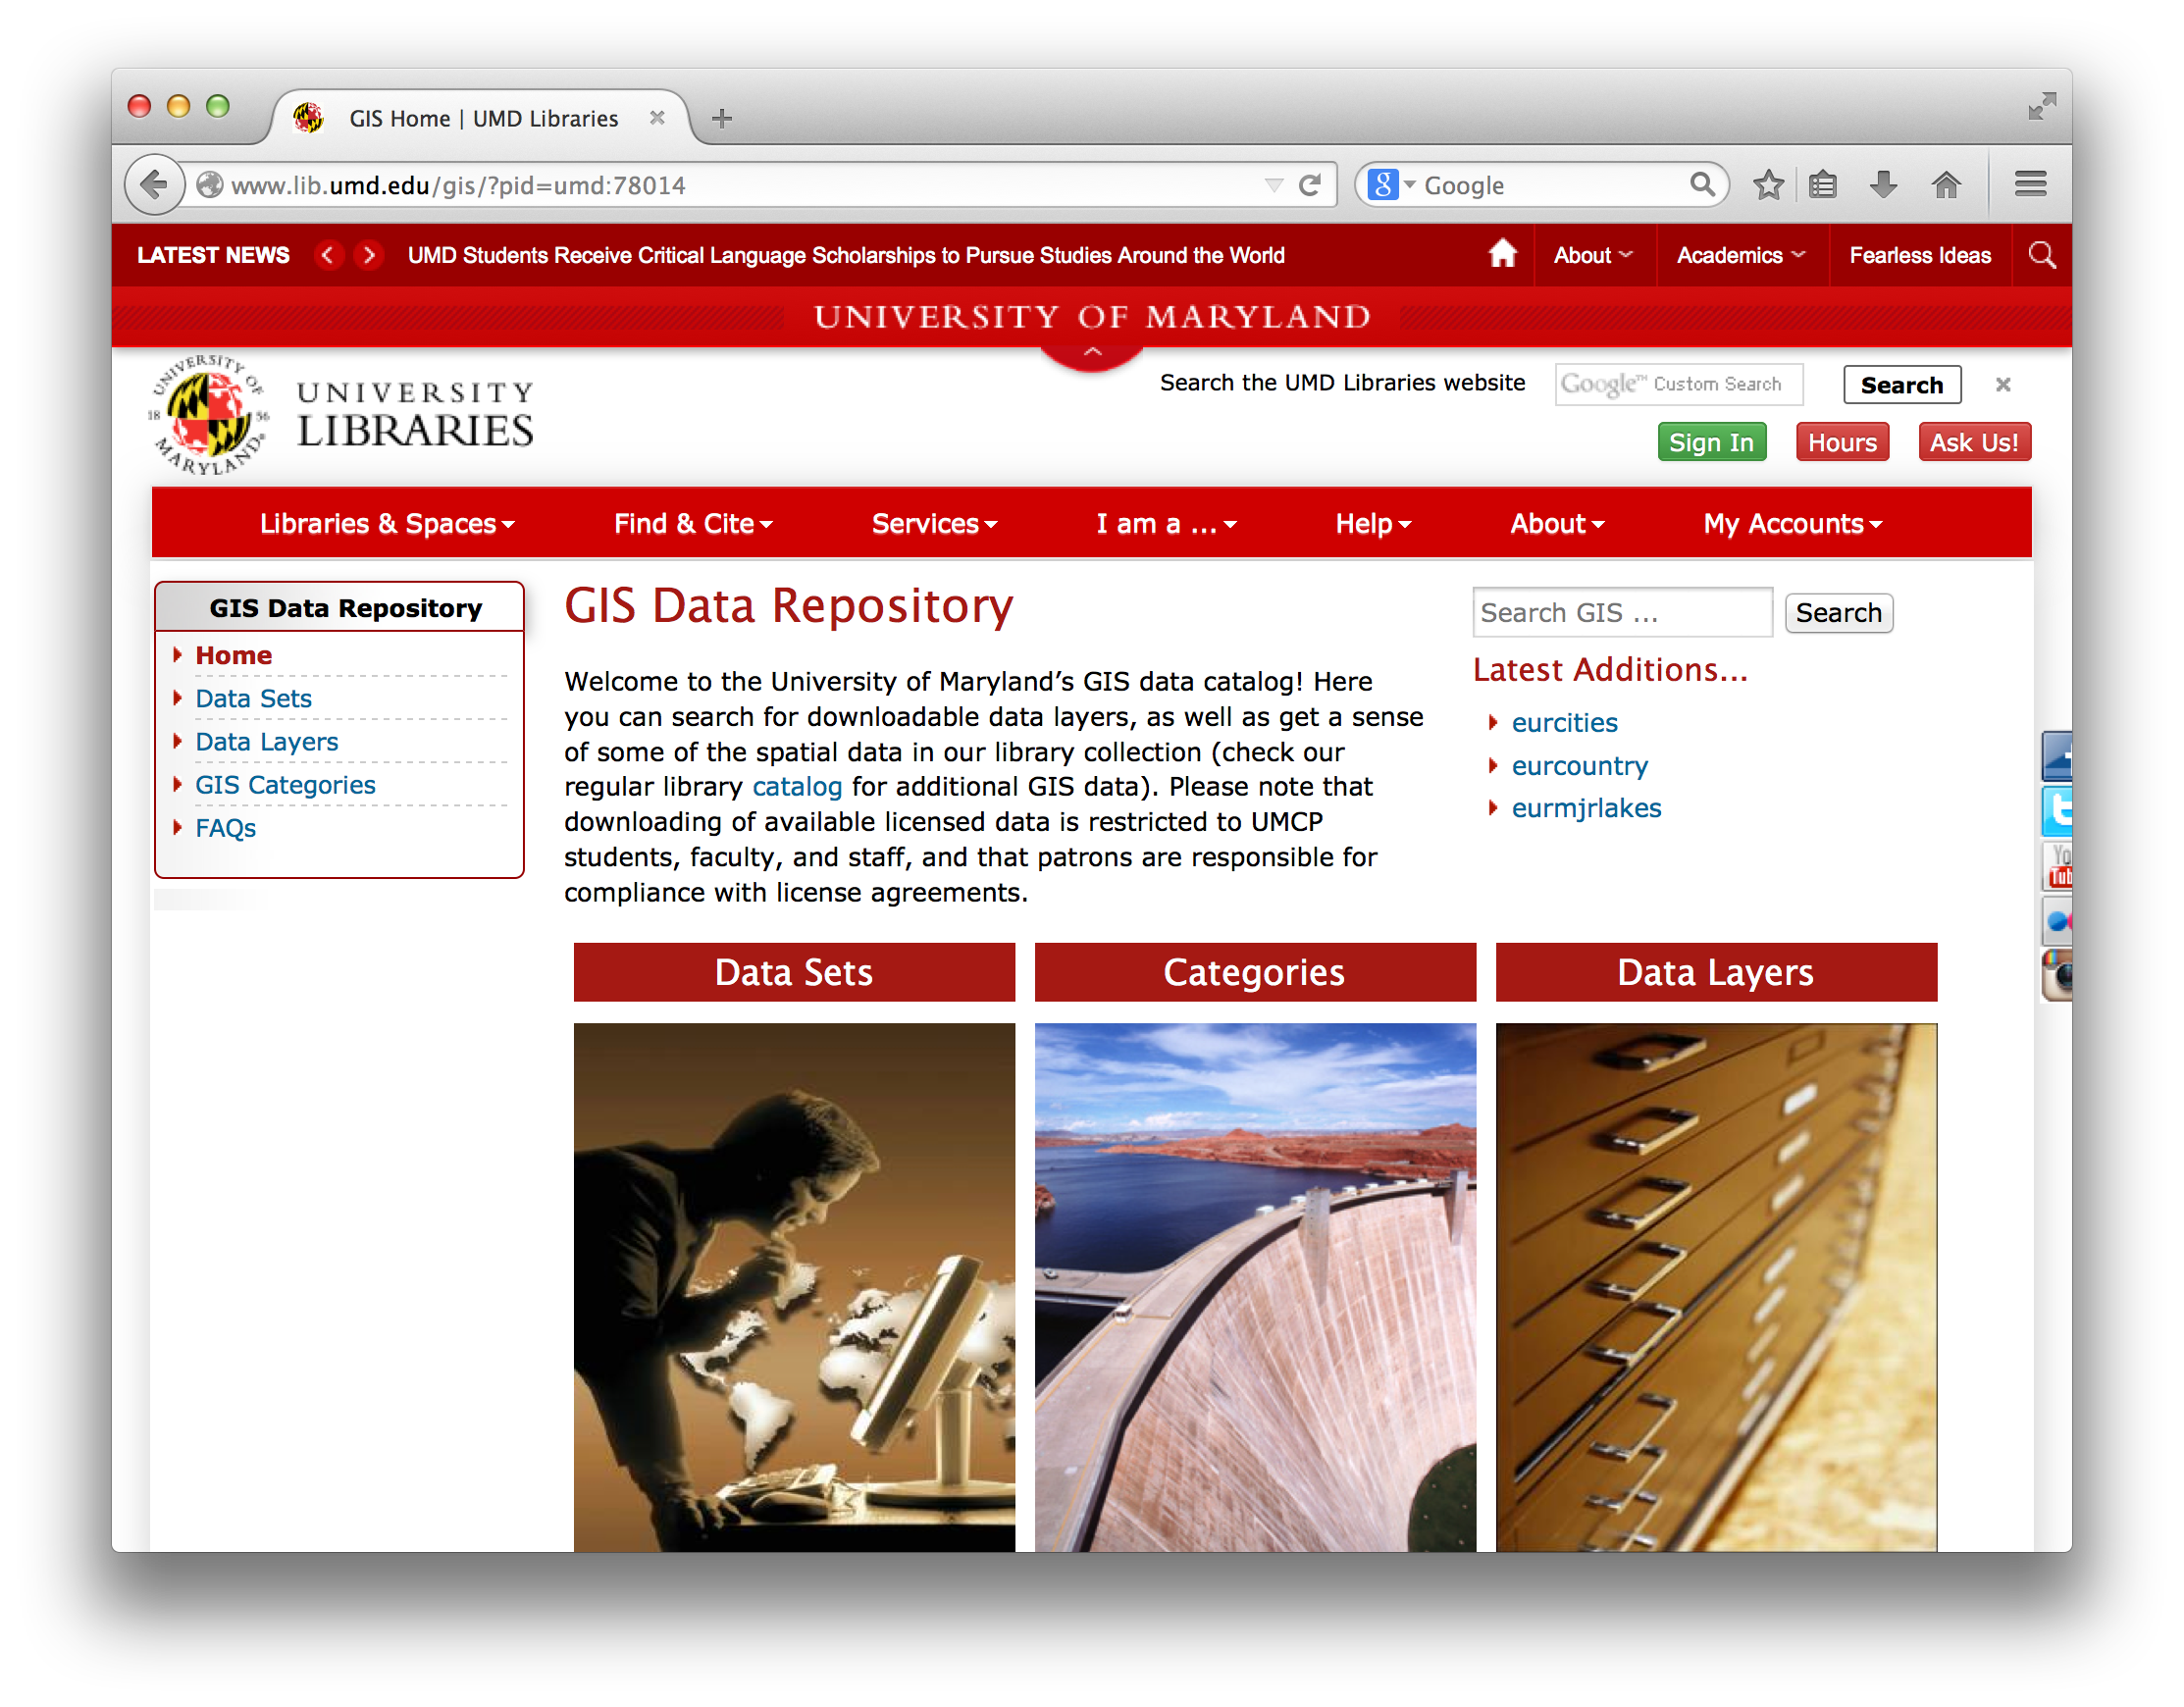 GIS Home | UMD Libraries
www.lib.umd.edu/gis/?pid=umd:78014
Google
LATEST NEWS
UMD Students Receive Critical Language Scholarships to Pursue Studies Around the World
About
Academics
Fearless Ideas
UNIVERSITY OF MARYLAND
UNIVERSITY OF
18 56
MARYLAND
UNIVERSITY
LIBRARIES
Search the UMD Libraries website
Google™ Custom Search
Search
Sign In
Hours
Ask Us!
Libraries & Spaces
Find & Cite
Services
I am a ...
Help
About
My Accounts
GIS Data Repository
Home
Data Sets
Data Layers
GIS Categories
FAQs
GIS Data Repository
Welcome to the University of Maryland’s GIS data catalog! Here
you can search for downloadable data layers, as well as get a sense
of some of the spatial data in our library collection (check our
regular library catalog for additional GIS data). Please note that
downloading of available licensed data is restricted to UMCP
students, faculty, and staff, and that patrons are responsible for
compliance with license agreements.
Search GIS ...
Search
Latest Additions...
eurcities
eurcountry
eurmjrlakes
Data Sets
Categories
Data Layers